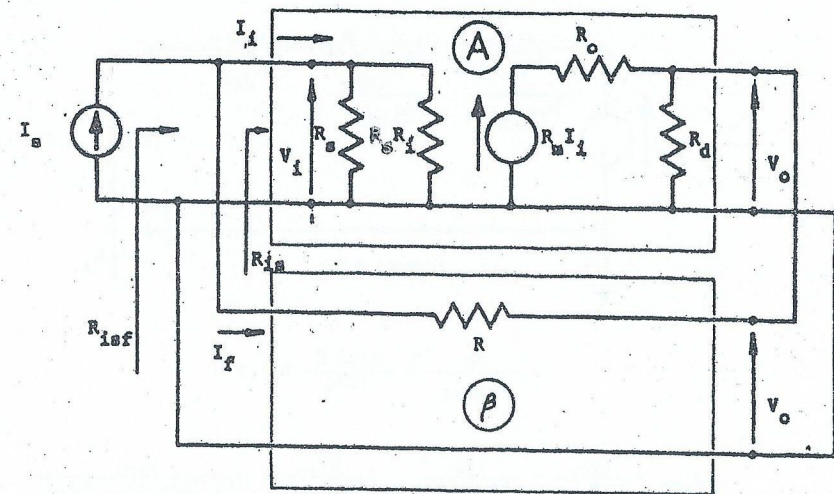 I_i
A
R_o
I_s
R_s R_s R_i
R_m I_i
R_d
V_i
V_o
R_is
R_isf
I_f
R
β
V_o